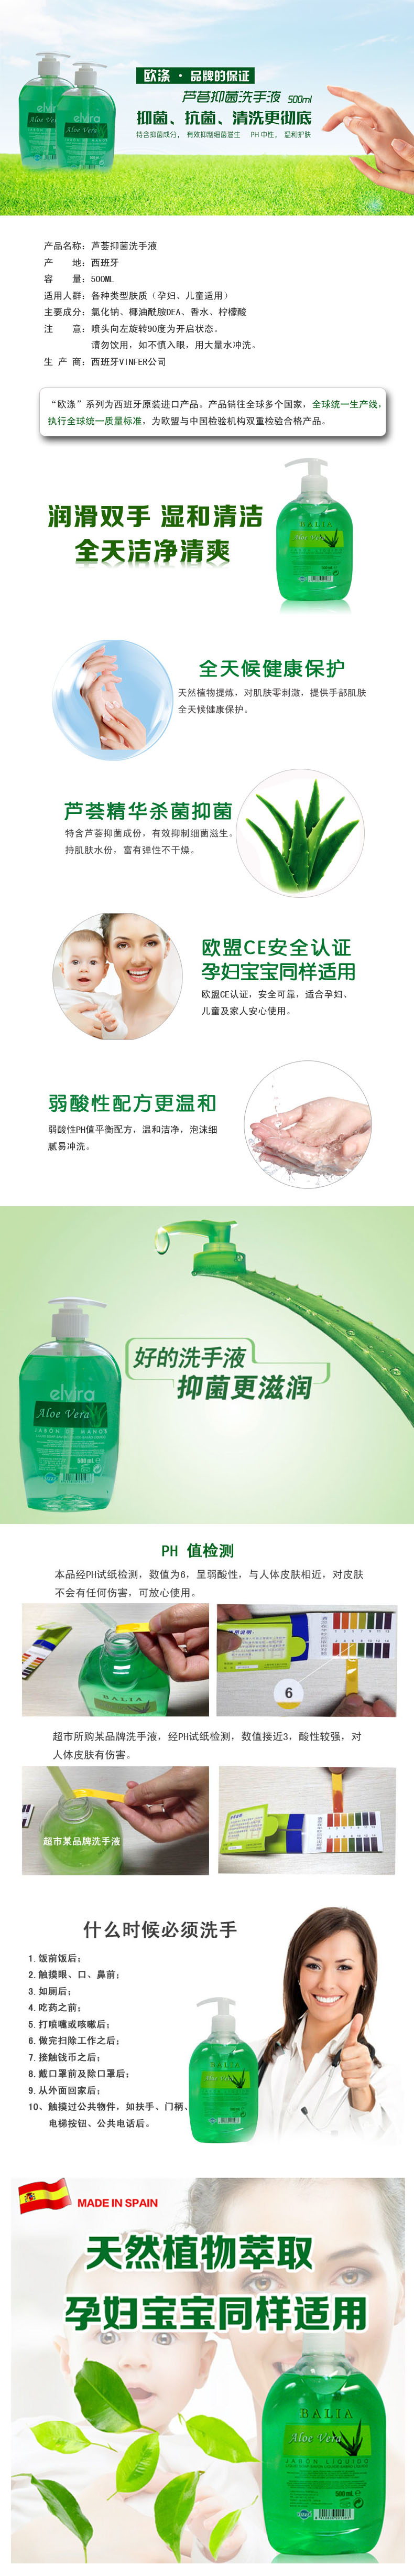 欧涤·品牌的保证
芦荟抑菌洗手液 500ml
抑菌、抗菌、清洗更彻底
特含抑菌成分，有效抑制细菌滋生 PH 中性，温和护肤
elvira
Aloe Vera
产品名称：芦荟抑菌洗手液
产 地：西班牙
容 量：500ML
适用人群：各种类型肤质（孕妇、儿童适用）
主要成分：氯化钠、椰油酰胺DEA、香水、柠檬酸
注 意：喷头向左旋转90度为开启状态。
请勿饮用，如不慎入眼，用大量水冲洗。
生 产 商：西班牙VINFER公司
“欧涤”系列为西班牙原装进口产品。产品销往全球多个国家，全球统一生产线，
执行全球统一质量标准，为欧盟与中国检验机构双重检验合格产品。
润滑双手 湿和清洁
全天洁净清爽
BALIA
Aloe Vera
全天候健康保护
天然植物提炼，对肌肤零刺激，提供手部肌肤
全天候健康保护。
芦荟精华杀菌抑菌
特含芦荟抑菌成份，有效抑制细菌滋生。
持肌肤水份，富有弹性不干燥。
欧盟CE安全认证
孕妇宝宝同样适用
欧盟CE认证，安全可靠，适合孕妇、
儿童及家人安心使用。
弱酸性配方更温和
弱酸性PH值平衡配方，温和洁净，泡沫细
腻易冲洗。
好的洗手液
抑菌更滋润
elvira
Aloe Vera
JABÓN DE MANOS
500 mL
PH 值检测
本品经PH试纸检测，数值为6，呈弱酸性，与人体皮肤相近，对皮肤
不会有任何伤害，可放心使用。
BALIA
6
超市所购某品牌洗手液，经PH试纸检测，数值接近3，酸性较强，对
人体皮肤有伤害。
超市某品牌洗手液
什么时候必须洗手
1.饭前饭后；
2.触摸眼、口、鼻前；
3.如厕后；
4.吃药之前；
5.打喷嚏或咳嗽后；
6.做完扫除工作之后；
7.接触钱币之后；
8.戴口罩前及除口罩后；
9.从外面回家后；
10、触摸过公共物件，如扶手、门柄、
电梯按钮、公共电话后。
BALIA
Aloe Vera
MADE IN SPAIN
天然植物萃取
孕妇宝宝同样适用
BALIA
Aloe Vera
JABÓN LÍQUIDO
500 mL